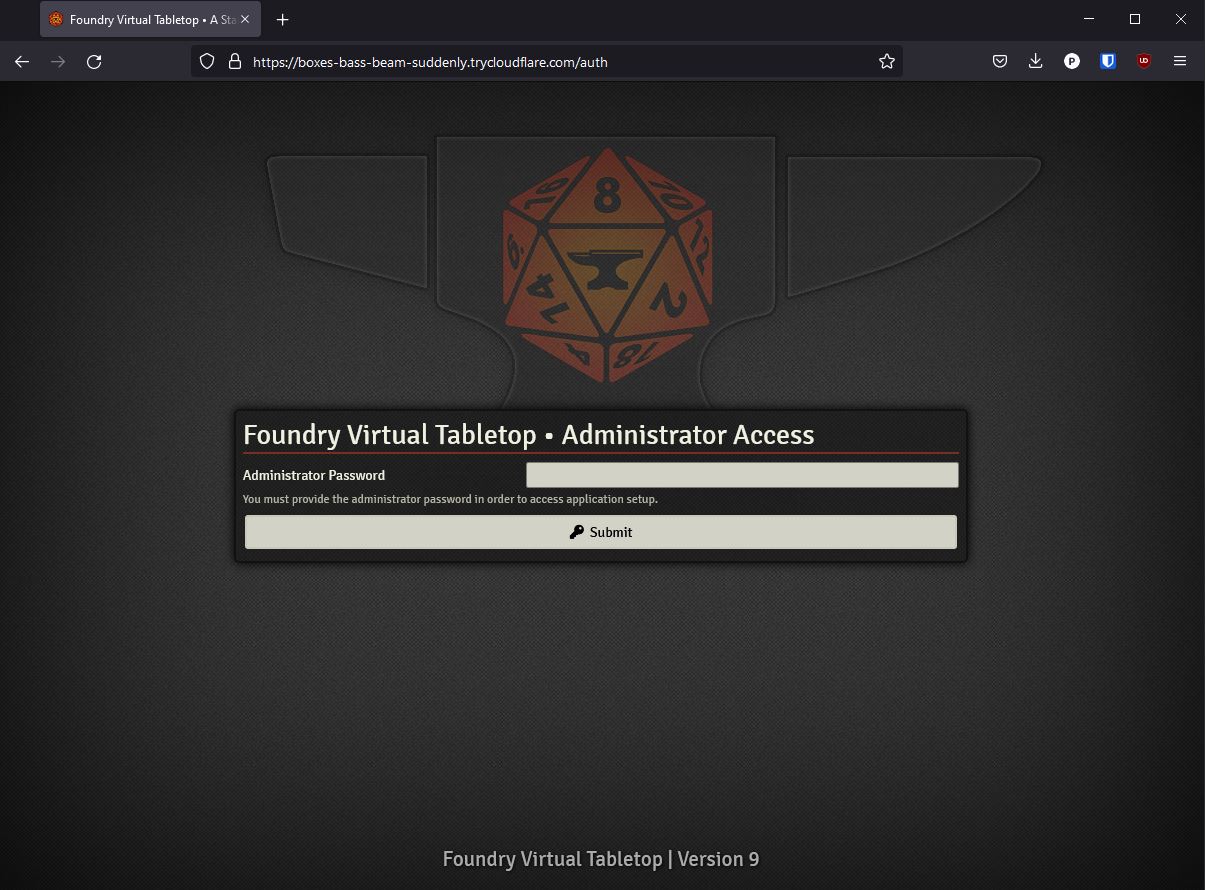 Foundry Virtual Tabletop • A Sta
https://boxes-bass-beam-suddenly.trycloudflare.com/auth
P
UD
8
16
10
6.
12
14
2
4
18
Foundry Virtual Tabletop • Administrator Access
Administrator Password
You must provide the administrator password in order to access application setup.
Submit
Foundry Virtual Tabletop | Version 9